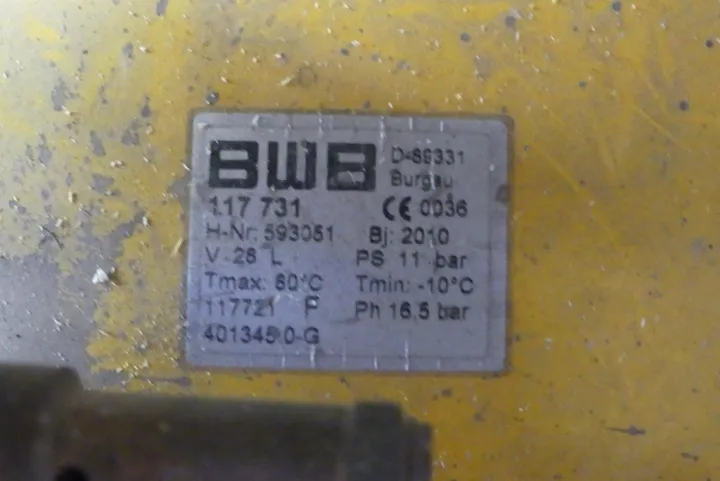 BWB D-89331
Burgau
117 731 CE 0036
H-Nr: 593051 Bj: 2010
V 26 L PS 11 bar
Tmax: 60°C Tmin: -10°C
117721 F Ph 16,5 bar
401345.0-G